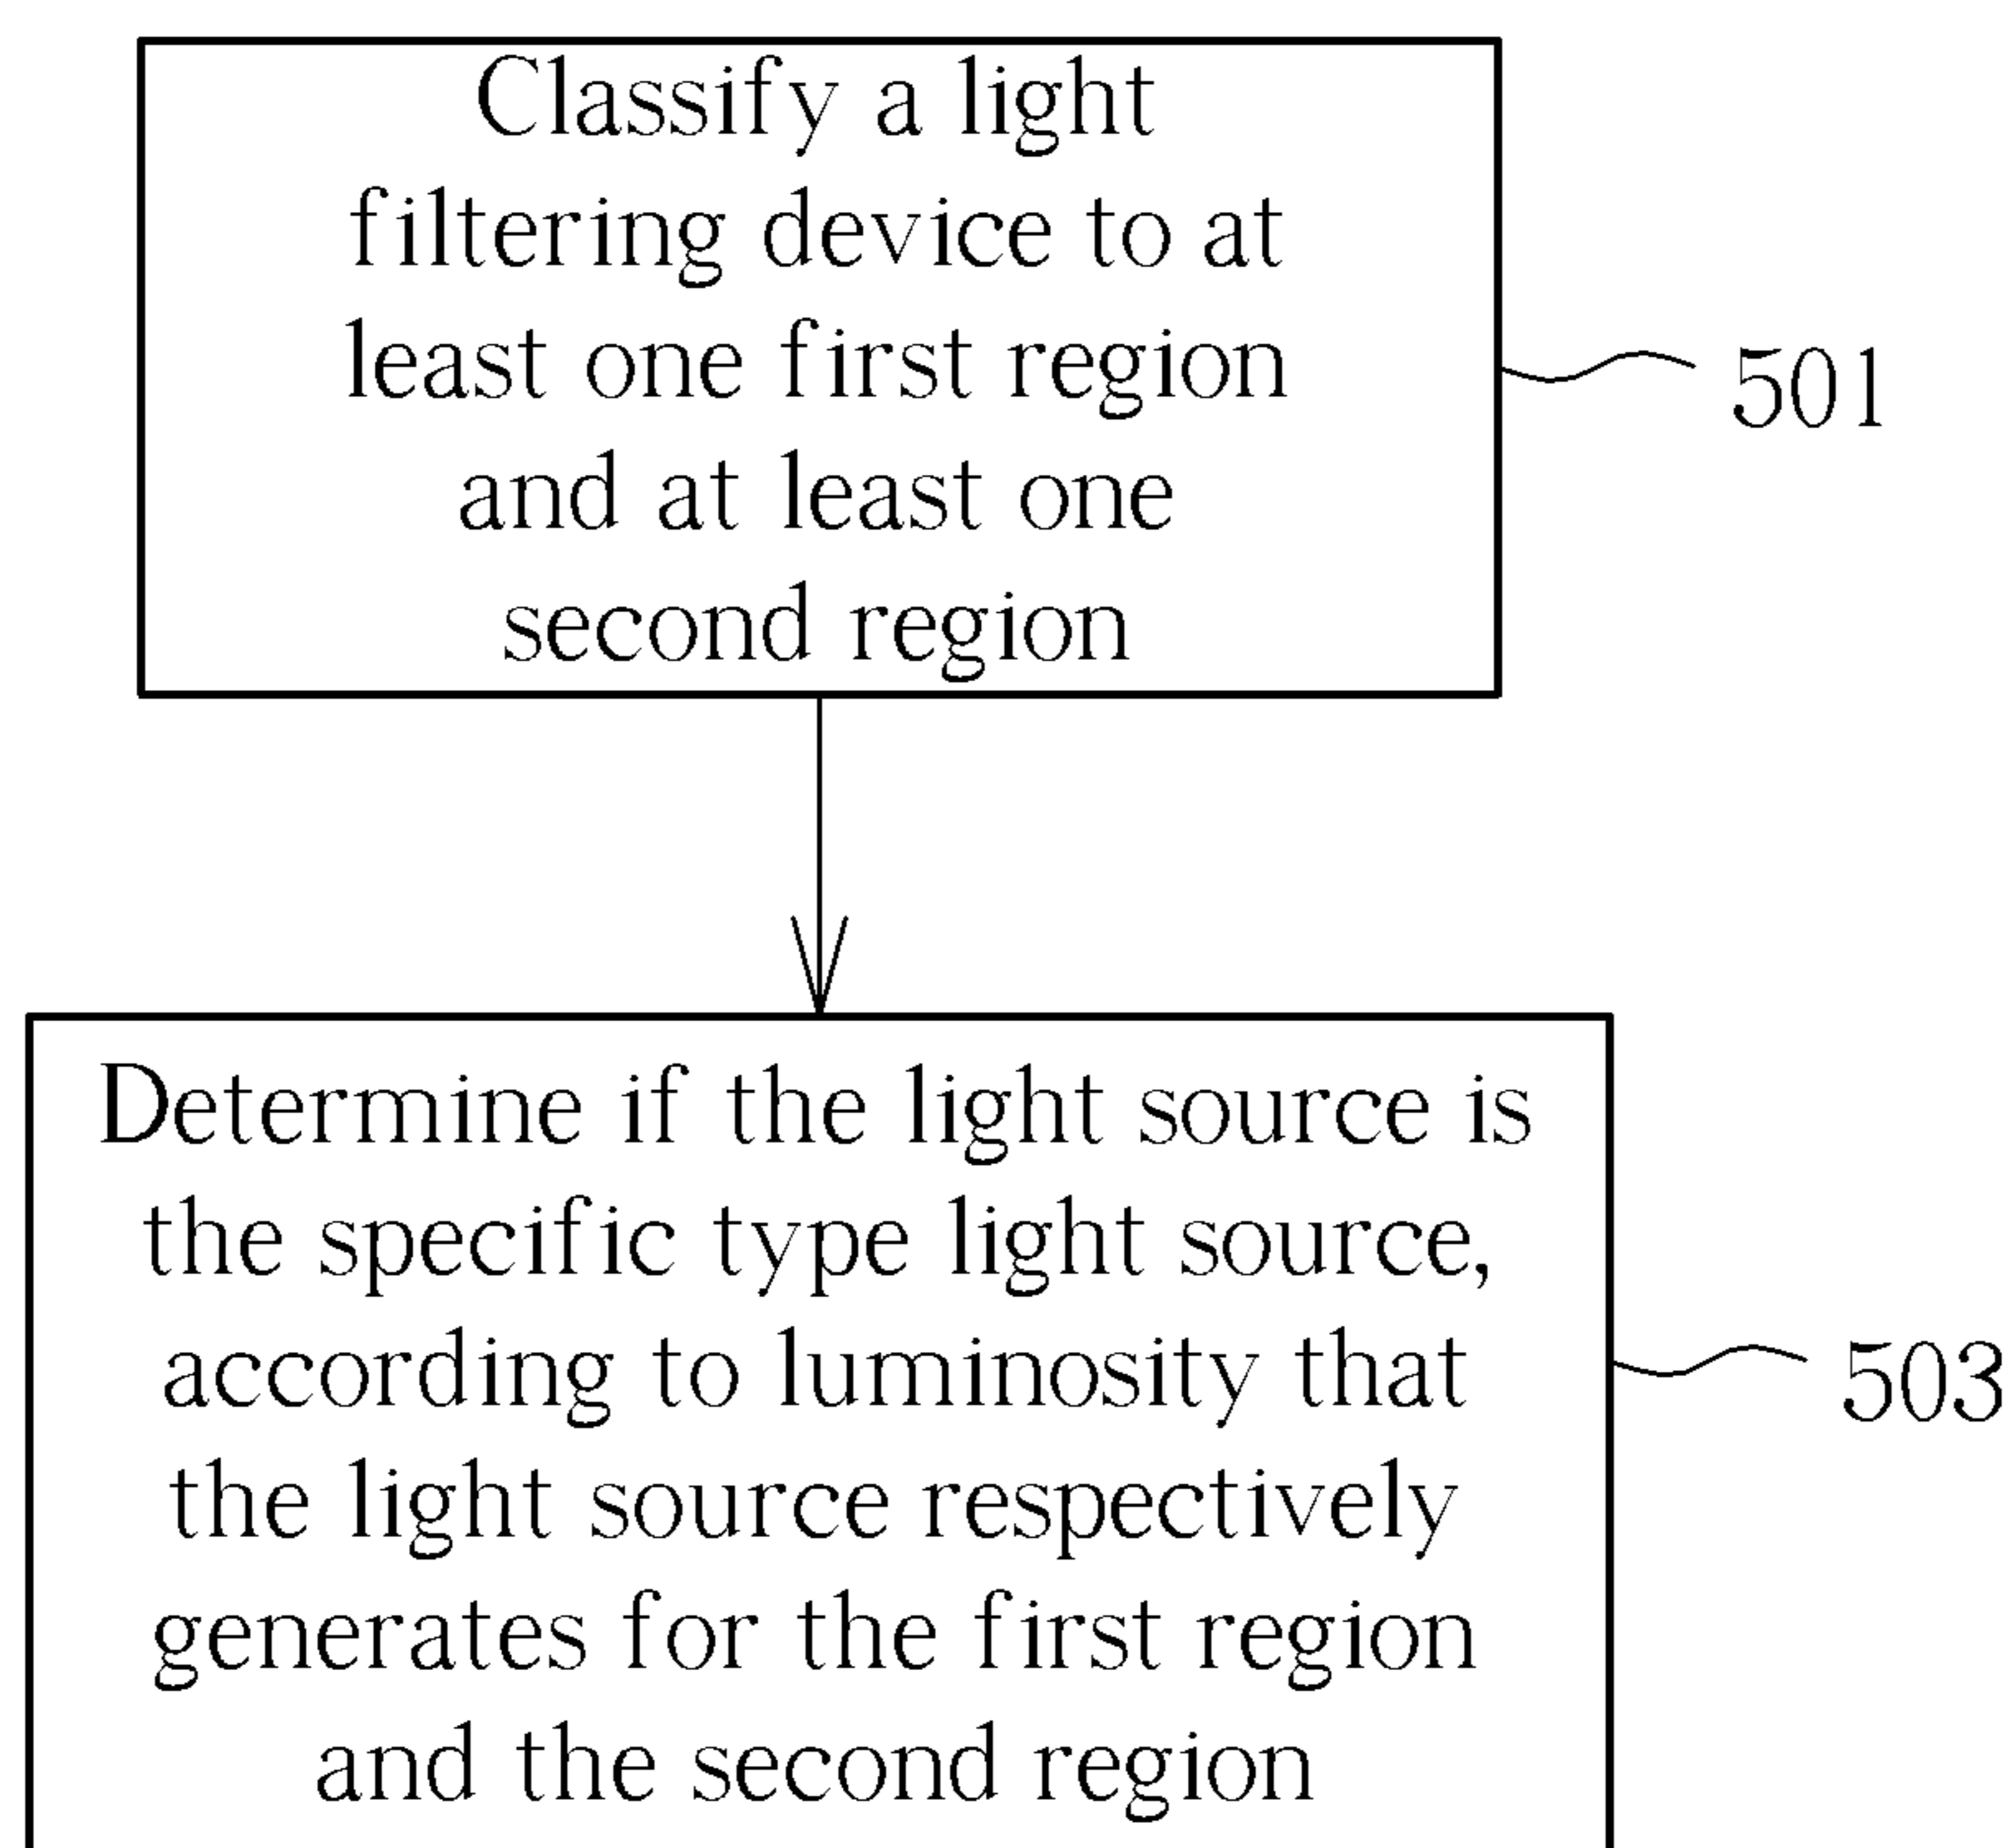 Classify a light
filtering device to at
least one first region
and at least one
second region
501
Determine if the light source is
the specific type light source,
according to luminosity that
the light source respectively
generates for the first region
and the second region
503